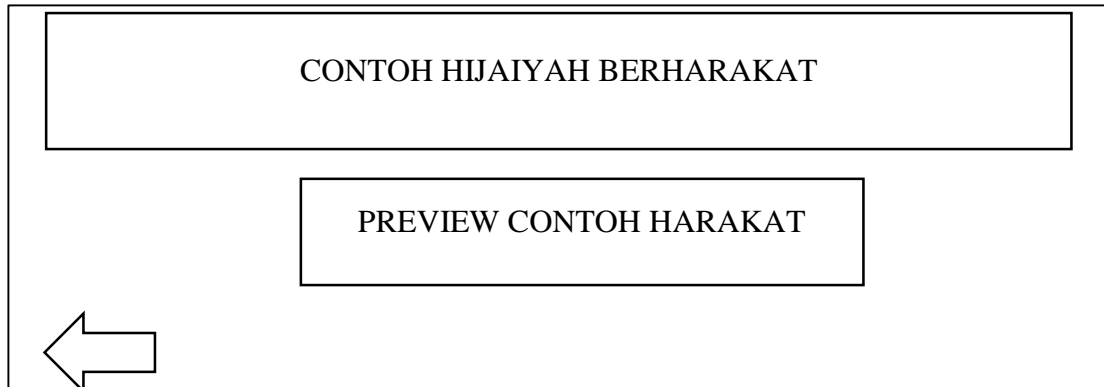 CONTOH HIJAIYAH BERHARAKAT
PREVIEW CONTOH HARAKAT